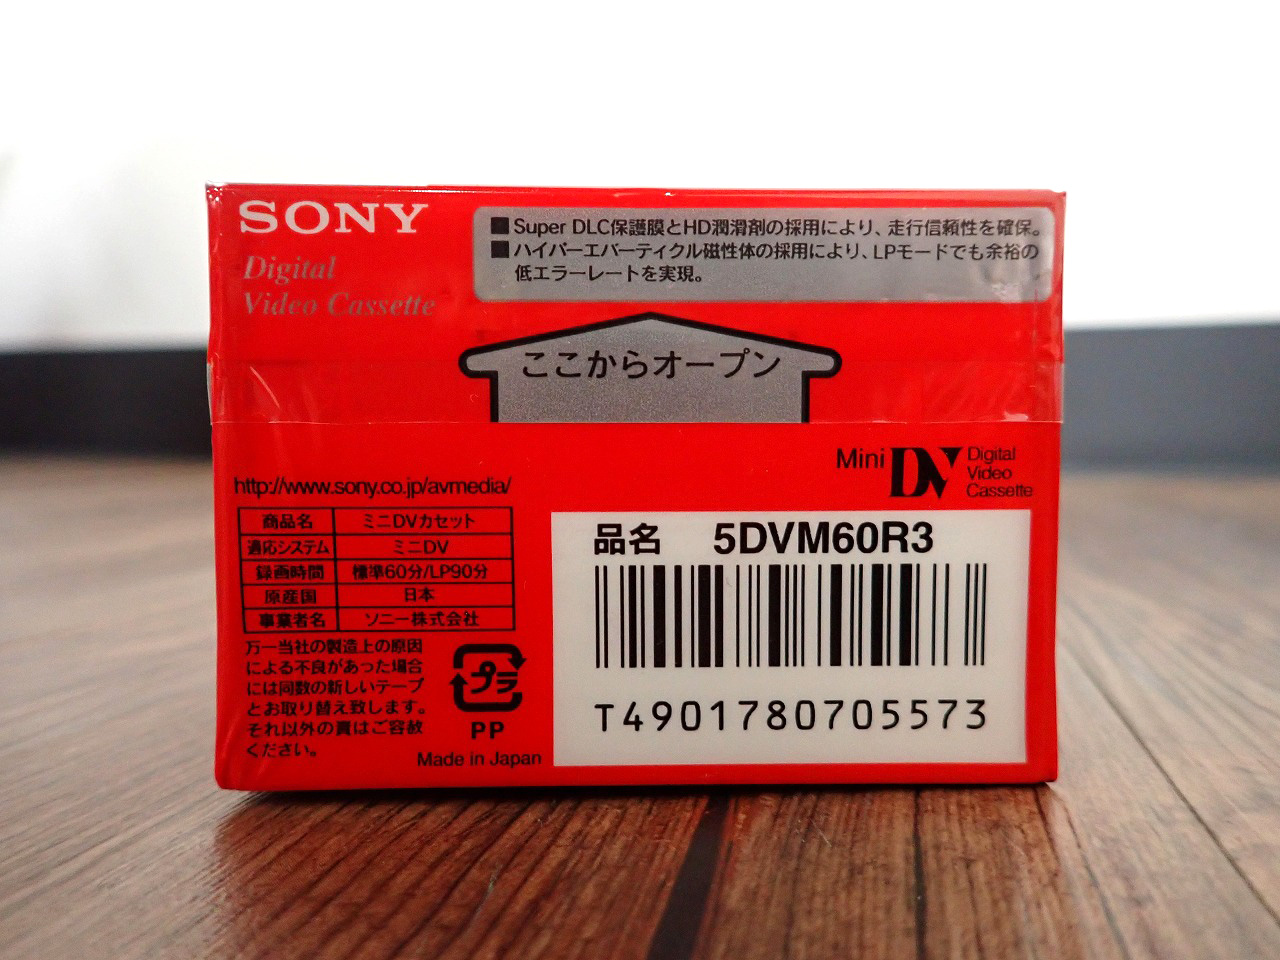 SONY
Digital
Video Cassette
■Super DLC保護膜とHD潤滑剤の採用により、走行信頼性を確保。
■ハイパーエバーティクル磁性体の採用により、LPモードでも余裕の
低エラーレートを実現。
ここからオープン
Mini DV Digital
Video
Cassette
http://www.sony.co.jp/avmedia/
商品名 ミニDVカセット
適応システム ミニDV
録画時間 標準60分/LP90分
原産国 日本
事業者名 ソニー株式会社
万一当社の製造上の原因
による不良があった場合
には同数の新しいテープ
とお取り替え致します。
それ以外の責はご容赦
ください。
プラ
PP
Made in Japan
品名 5DVM60R3
T4901780705573